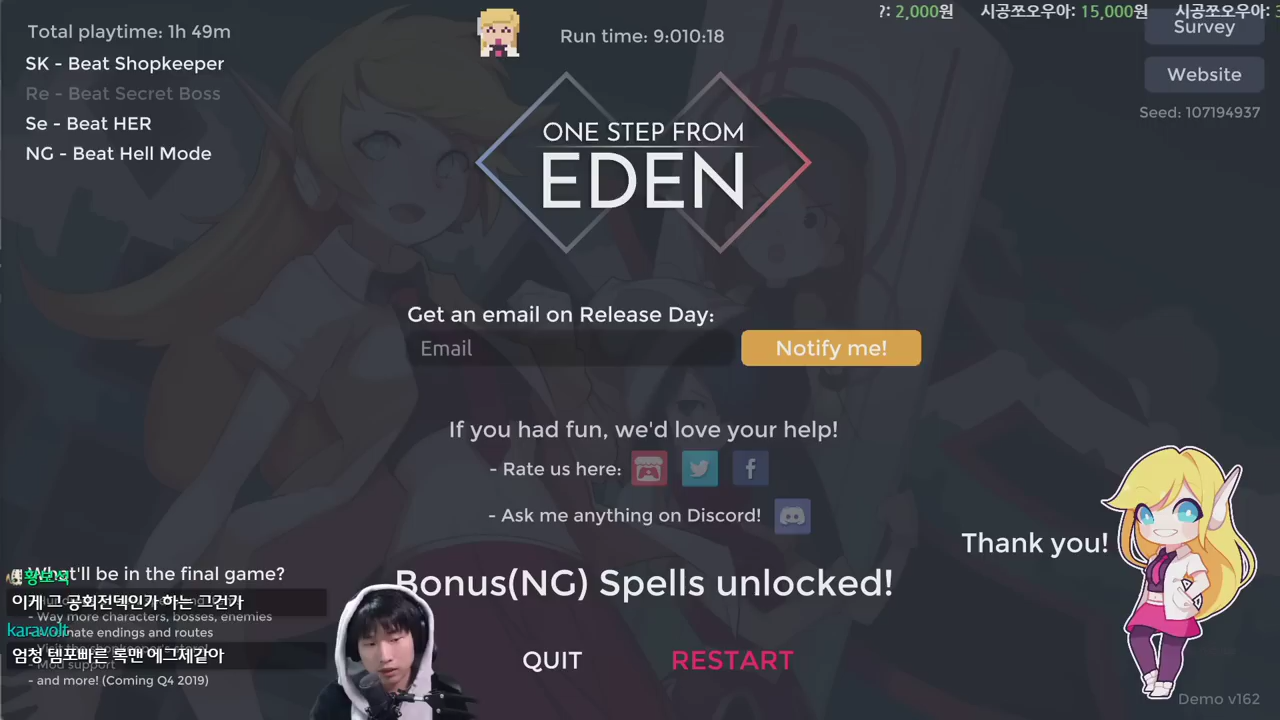 ?: 2,000원 시공쪼오우아: 15,000원 시공쪼오우아:
Total playtime: 1h 49m
Run time: 9:010:18
Survey
SK - Beat Shopkeeper
Website
Re - Beat Secret Boss
Seed: 107194937
Se - Beat HER
NG - Beat Hell Mode
ONE STEP FROM
EDEN
Get an email on Release Day:
Email
Notify me!
If you had fun, we'd love your help!
- Rate us here:
- Ask me anything on Discord!
Thank you!
What'll be in the final game?
Bonus(NG) Spells unlocked!
이게 그 공회전덱인가 하는 그건가
- Way more characters, bosses, enemies
karavolt
endings and routes
엄청 템포빠른 록맨 에그제같아
- Mod support
- and more! (Coming Q4 2019)
QUIT
RESTART
Demo v162